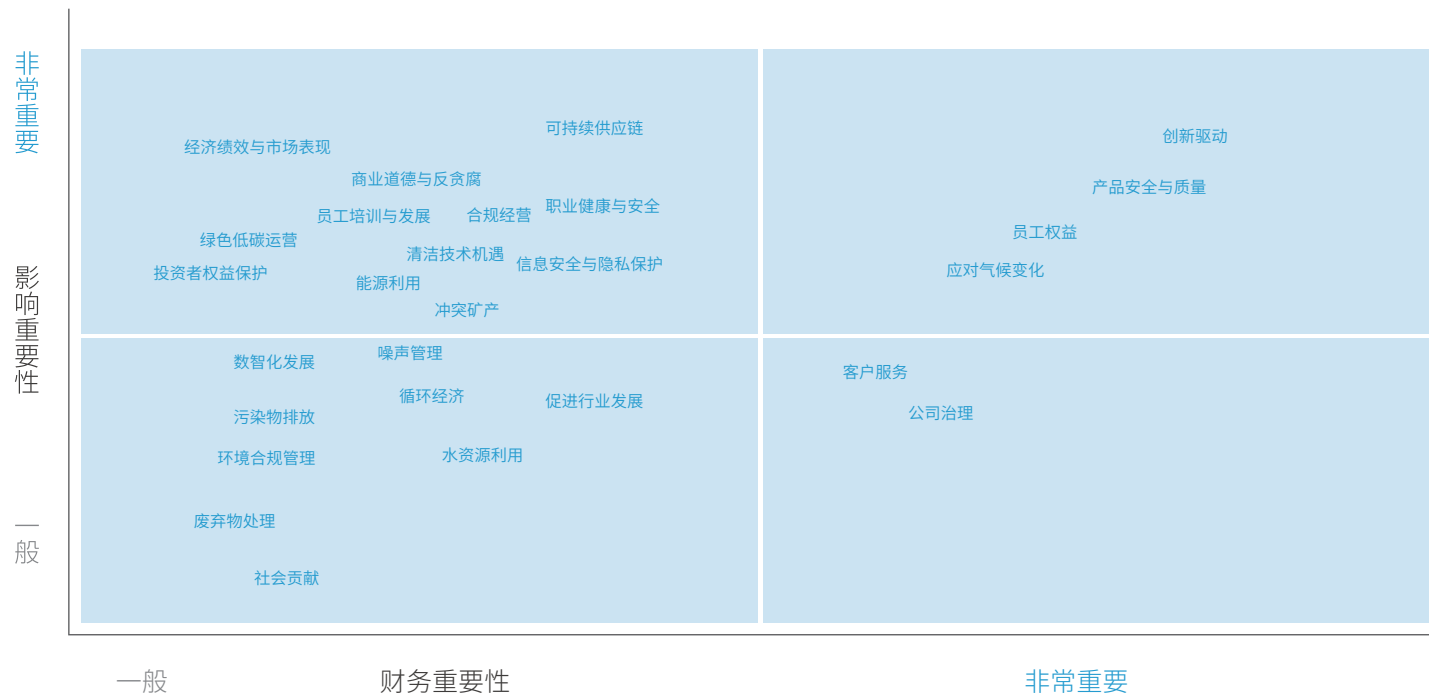 非常重要
影响重要性
一般
可持续供应链
经济绩效与市场表现
商业道德与反贪腐
职业健康与安全
员工培训与发展
合规经营
绿色低碳运营
清洁技术机遇
信息安全与隐私保护
投资者权益保护
能源利用
冲突矿产
创新驱动
产品安全与质量
员工权益
应对气候变化
噪声管理
数智化发展
循环经济
促进行业发展
污染物排放
水资源利用
环境合规管理
废弃物处理
社会贡献
客户服务
公司治理
一般
财务重要性
非常重要